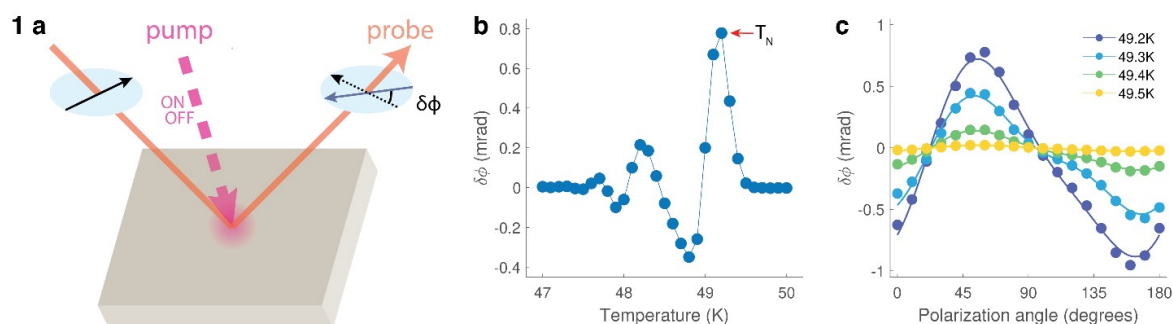 1 a
pump
probe
ON
OFF
δϕ
b
δϕ (mrad)
0.8
0.6
0.4
0.2
0
-0.2
-0.4
T_N
47
48
49
50
Temperature (K)
c
δϕ (mrad)
1
0.5
0
-0.5
-1
49.2K
49.3K
49.4K
49.5K
0
45
90
135
180
Polarization angle (degrees)